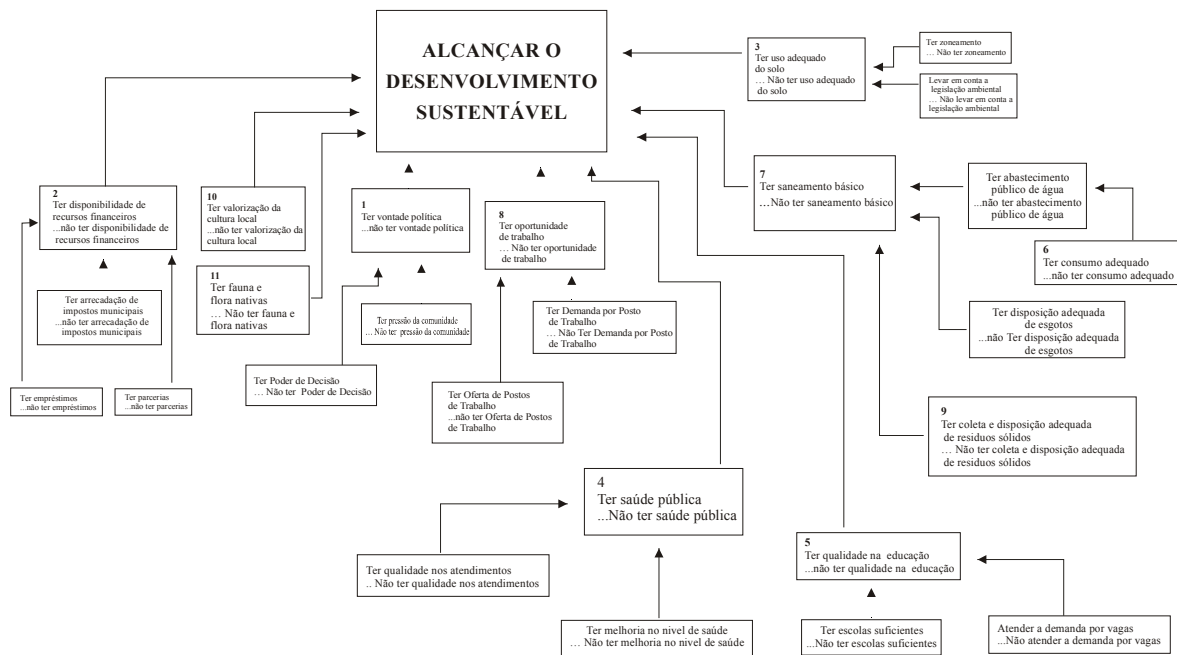 ALCANÇAR O
DESENVOLVIMENTO
SUSTENTÁVEL
3
Ter uso adequado
do solo
... Não ter uso adequado
do solo
Ter zoneamento
... Não ter zoneamento
Levar em conta a
legislação ambiental
... Não levar em conta a
legislação ambiental
2
Ter disponibilidade de
recursos financeiros
...não ter disponibilidade de
recursos financeiros
10
Ter valorização da
cultura local
...não ter valorização da
cultura local
1
Ter vontade política
...não ter vontade política
8
Ter oportunidade
de trabalho
... Não ter oportunidade
de trabalho
7
Ter saneamento básico
...Não ter saneamento básico
Ter abastecimento
público de água
...não ter abastecimento
público de água
6
Ter consumo adequado
...não ter consumo adequado
11
Ter fauna e
flora nativas
... Não ter fauna e
flora nativas
Ter arrecadação de
impostos municipais
...não ter arrecadação de
impostos municipais
Ter pressão da comunidade
... Não ter pressão da comunidade
Ter Demanda por Posto
de Trabalho
... Não Ter Demanda por Posto
de Trabalho
Ter disposição adequada
de esgotos
...não Ter disposição adequada
de esgotos
Ter empréstimos
...não ter empréstimos
Ter parcerias
...não ter parcerias
Ter Poder de Decisão
... Não ter Poder de Decisão
Ter Oferta de Postos
de Trabalho
...não ter Oferta de Postos
de Trabalho
9
Ter coleta e disposição adequada
de residuos sólidos
... Não ter coleta e disposição adequada
de residuos sólidos
4
Ter saúde pública
...Não ter saúde pública
5
Ter qualidade na educação
...não ter qualidade na educação
Ter qualidade nos atendimentos
.. Não ter qualidade nos atendimentos
Ter melhoria no nivel de saúde
... Não ter melhoria no nivel de saúde
Ter escolas suficientes
...Não ter escolas suficientes
Atender a demanda por vagas
...Não atender a demanda por vagas